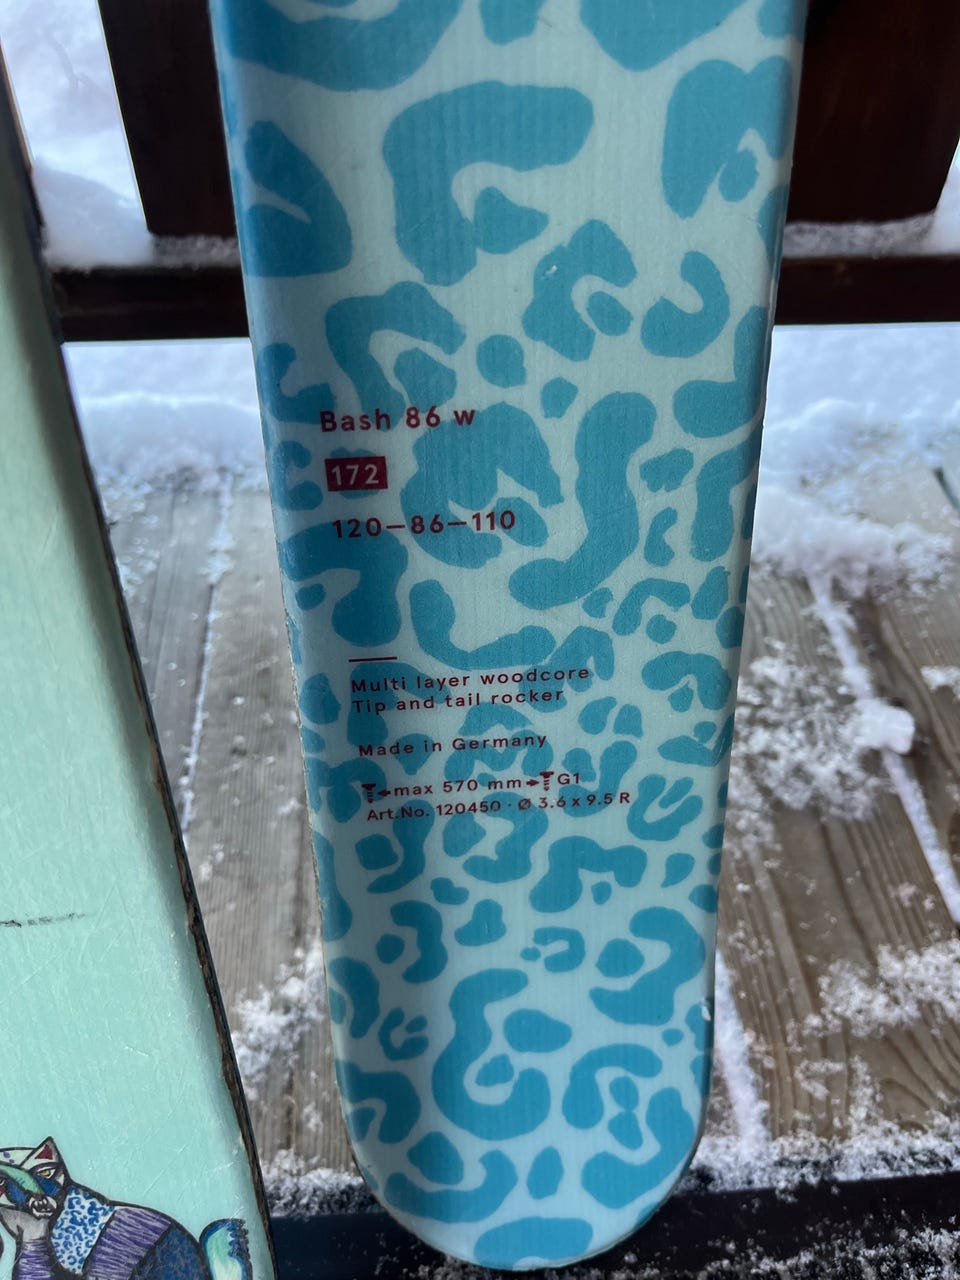 Bash 86 w
172
120–86–110
Multi layer woodcore
Tip and tail rocker
Made in Germany
max 570 mm G1
Art.No. 120450 · Ø 3.6 x 9.5 R